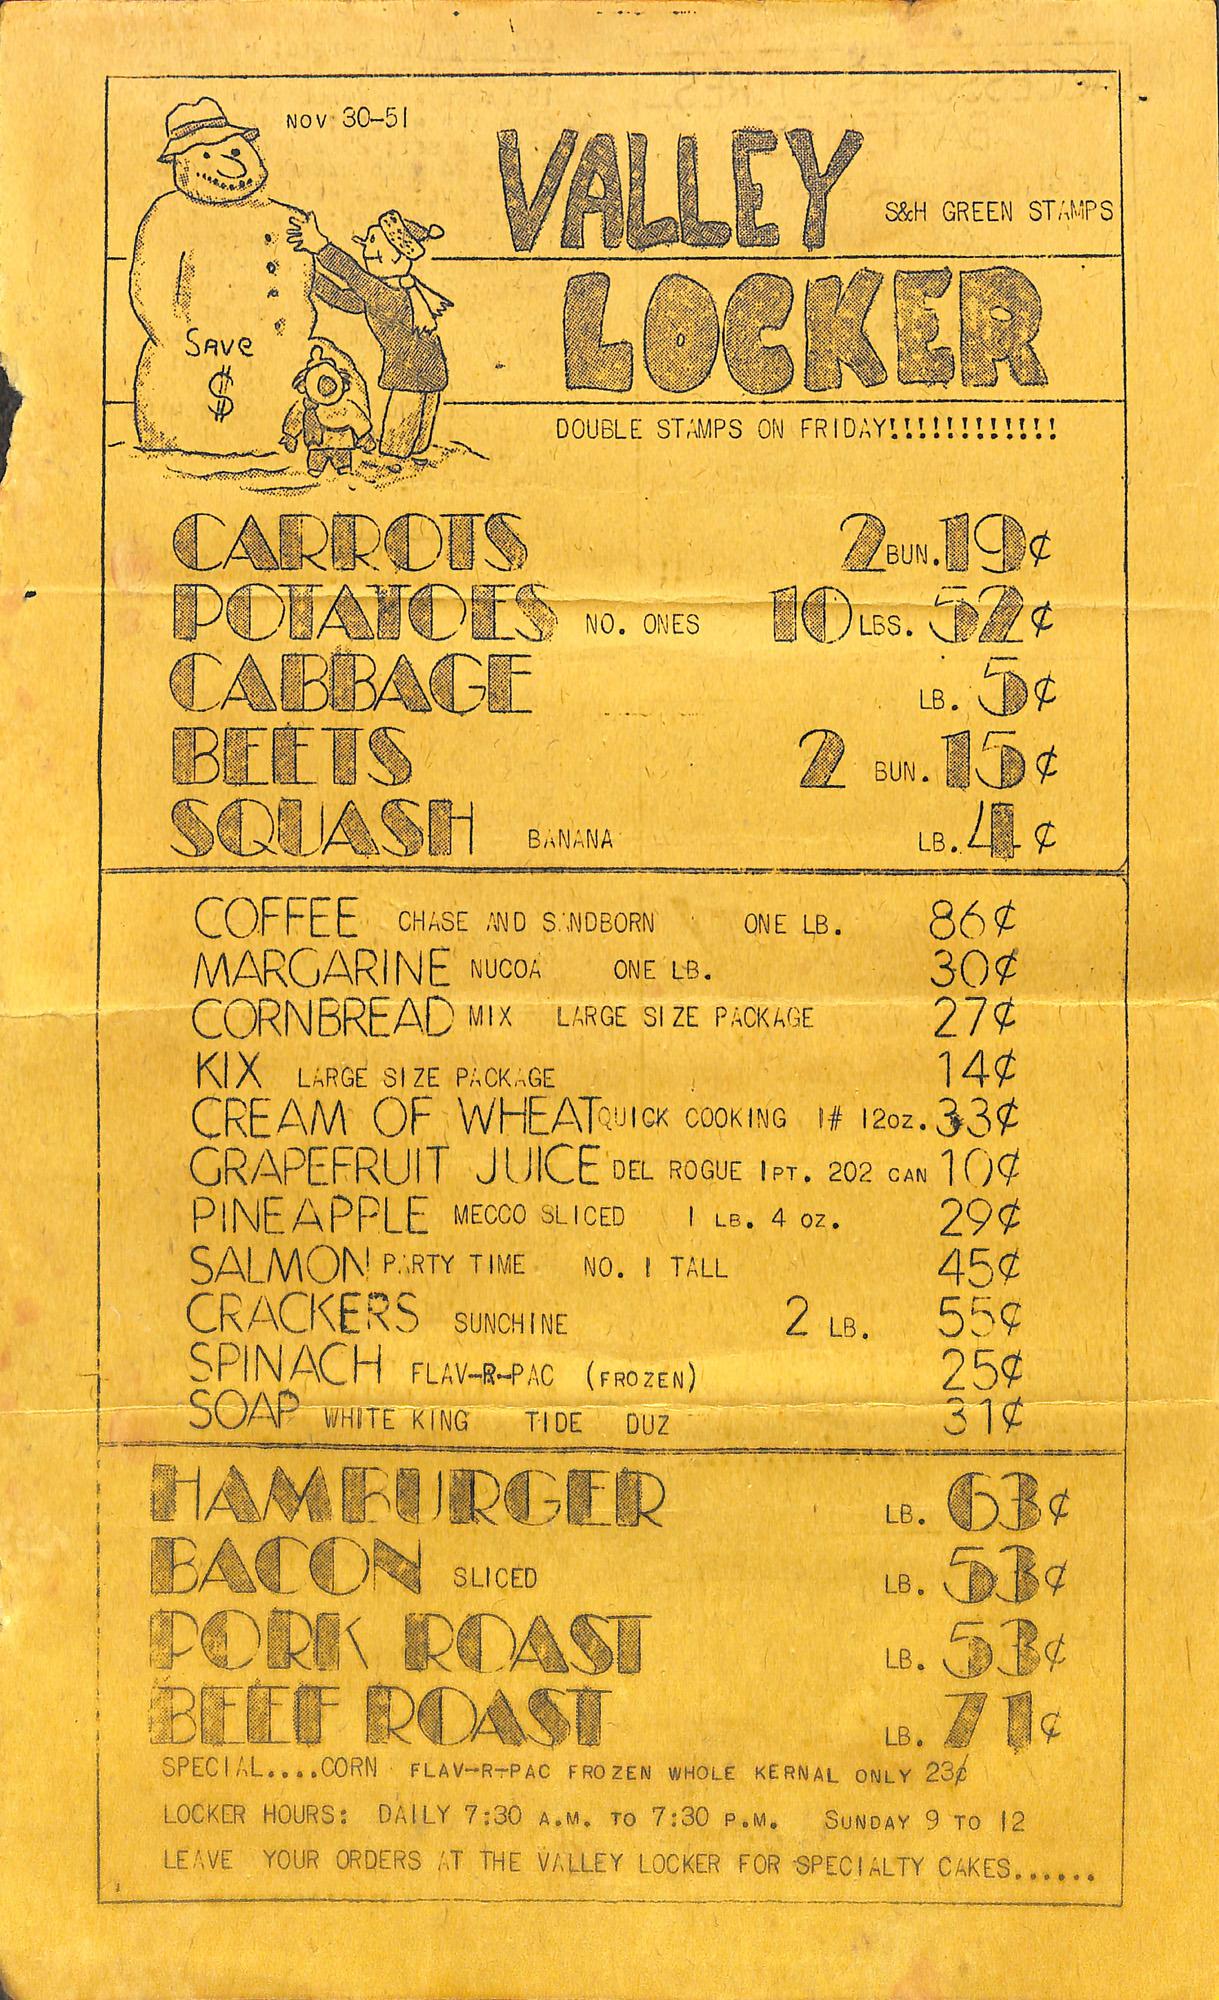 NOV 30-51
VALLEY
S&H GREEN STAMPS
LOCKER
Save
$
DOUBLE STAMPS ON FRIDAY!!!!!!!!!!!!
CARROTS 2 BUN. 19¢
POTATOES NO. ONES 10 LBS. 52¢
CABBAGE LB. 5¢
BEETS 2 BUN. 15¢
SQUASH BANANA LB. 4¢
COFFEE CHASE AND SANDBORN ONE LB. 86¢
MARGARINE NUCOA ONE LB. 30¢
CORNBREAD MIX LARGE SIZE PACKAGE 27¢
KIX LARGE SIZE PACKAGE 14¢
CREAM OF WHEAT QUICK COOKING 1# 12oz. 33¢
GRAPEFRUIT JUICE DEL ROGUE 1PT. 2O2 CAN 10¢
PINEAPPLE MECCO SLICED 1 LB. 4 OZ. 29¢
SALMON PARTY TIME NO. 1 TALL 45¢
CRACKERS SUNCHINE 2 LB. 55¢
SPINACH FLAV-R-PAC (FROZEN) 25¢
SOAP WHITE KING TIDE DUZ 31¢
HAMBURGER LB. 63¢
BACON SLICED LB. 53¢
PORK ROAST LB. 53¢
BEEF ROAST LB. 71¢
SPECIAL....CORN FLAV-R-PAC FROZEN WHOLE KERNAL ONLY 23¢
LOCKER HOURS: DAILY 7:30 A.M. TO 7:30 P.M. SUNDAY 9 TO 12
LEAVE YOUR ORDERS AT THE VALLEY LOCKER FOR SPECIALTY CAKES......